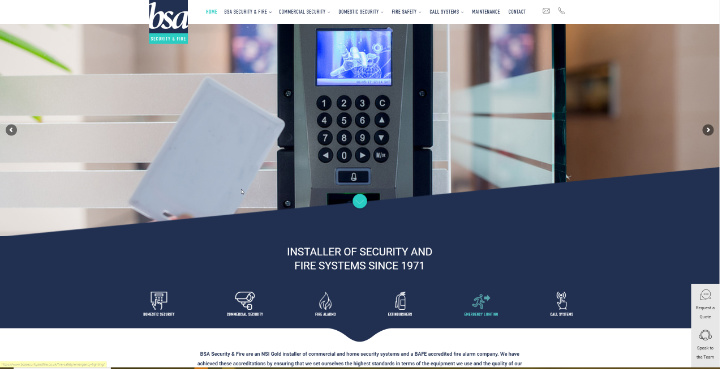 bsa
SECURITY & FIRE
HOME BSA SECURITY & FIRE COMMERCIAL SECURITY DOMESTIC SECURITY FIRE SAFETY CALL SYSTEMS MAINTENANCE CONTACT
1 2 3 C
4 5 6
7 8 9
0
INSTALLER OF SECURITY AND
FIRE SYSTEMS SINCE 1971
DOMESTIC SECURITY COMMERCIAL SECURITY FIRE ALARMS EXTINGUISHERS EMERGENCY LIGHTING CALL SYSTEMS
Request a
Quote
Speak to
the Team
BSA Security & Fire are an NSI Gold installer of commercial and home security systems and a BAFE accredited fire alarm company. We have
achieved these accreditations by ensuring that we set ourselves the highest standards in terms of the equipment we use and the quality of our